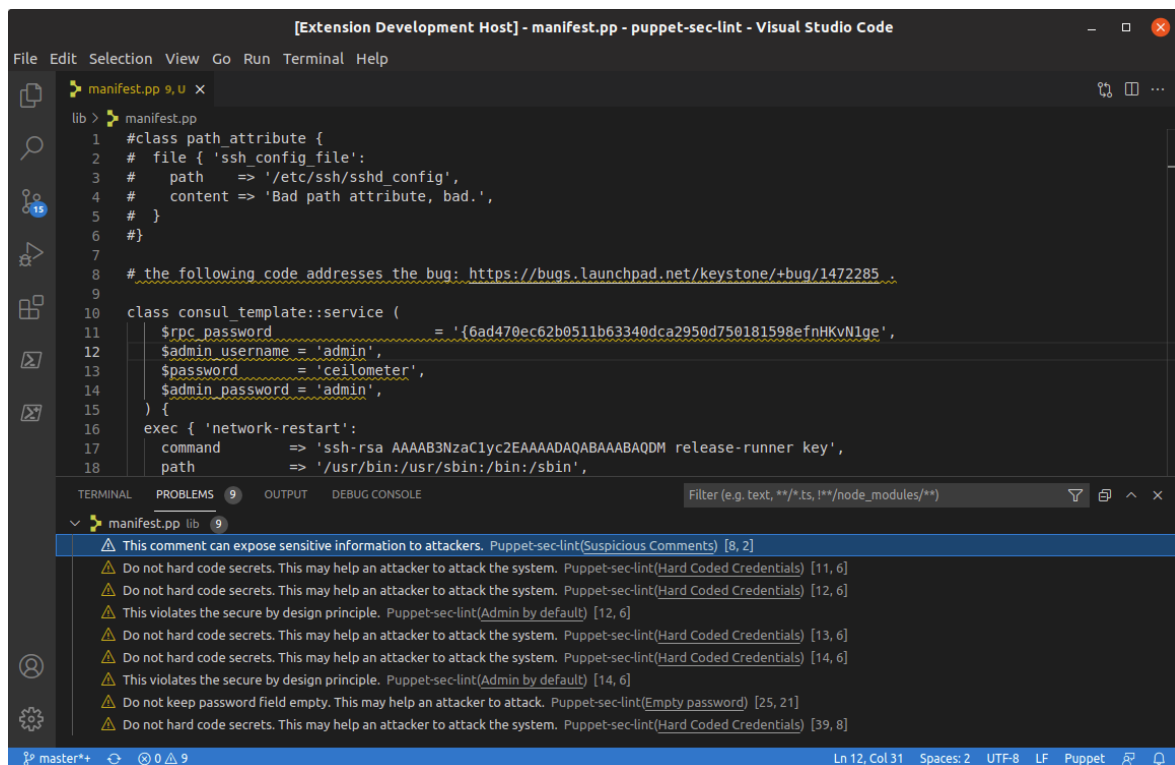 [Extension Development Host] - manifest.pp - puppet-sec-lint - Visual Studio Code
File Edit Selection View Go Run Terminal Help
manifest.pp 9, U
lib > manifest.pp
1 #class path_attribute {
2 #  file { 'ssh_config_file':
3 #    path    => '/etc/ssh/sshd_config',
4 #    content => 'Bad path attribute, bad.',
5 #  }
6 #}
7
8 # the following code addresses the bug: https://bugs.launchpad.net/keystone/+bug/1472285 .
9
10 class consul_template::service (
11 $rpc_password = '{6ad470ec62b0511b63340dca2950d750181598efnHKvN1ge',
12 $admin_username = 'admin',
13 $password      = 'ceilometer',
14 $admin_password = 'admin',
15 ) {
16 exec { 'network-restart':
17 command => 'ssh-rsa AAAAB3NzaC1yc2EAAAADAQABAAABAQDM release-runner key',
18 path => '/usr/bin:/usr/sbin:/bin:/sbin',
15
TERMINAL PROBLEMS 9 OUTPUT DEBUG CONSOLE Filter (e.g. text, **/*.ts, !**/node_modules/**)
manifest.pp lib 9
This comment can expose sensitive information to attackers. Puppet-sec-lint(Suspicious Comments) [8, 2]
Do not hard code secrets. This may help an attacker to attack the system. Puppet-sec-lint(Hard Coded Credentials) [11, 6]
Do not hard code secrets. This may help an attacker to attack the system. Puppet-sec-lint(Hard Coded Credentials) [12, 6]
This violates the secure by design principle. Puppet-sec-lint(Admin by default) [12, 6]
Do not hard code secrets. This may help an attacker to attack the system. Puppet-sec-lint(Hard Coded Credentials) [13, 6]
Do not hard code secrets. This may help an attacker to attack the system. Puppet-sec-lint(Hard Coded Credentials) [14, 6]
This violates the secure by design principle. Puppet-sec-lint(Admin by default) [14, 6]
Do not keep password field empty. This may help an attacker to attack. Puppet-sec-lint(Empty password) [25, 21]
Do not hard code secrets. This may help an attacker to attack the system. Puppet-sec-lint(Hard Coded Credentials) [39, 8]
master*+ 0 9 Ln 12, Col 31 Spaces: 2 UTF-8 LF Puppet